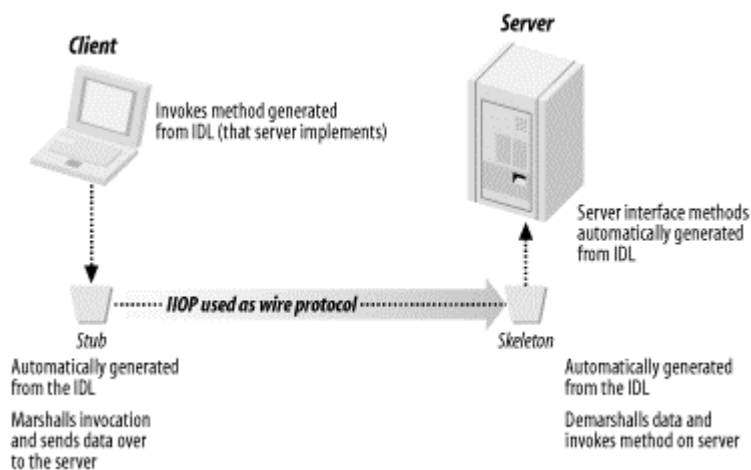 Client
Server
Invokes method generated
from IDL (that server implements)
Server interface methods
automatically generated
from IDL
IIOP used as wire protocol
Stub
Skeleton
Automatically generated
from the IDL
Marshalls invocation
and sends data over
to the server
Automatically generated
from the IDL
Demarshalls data and
invokes method on server